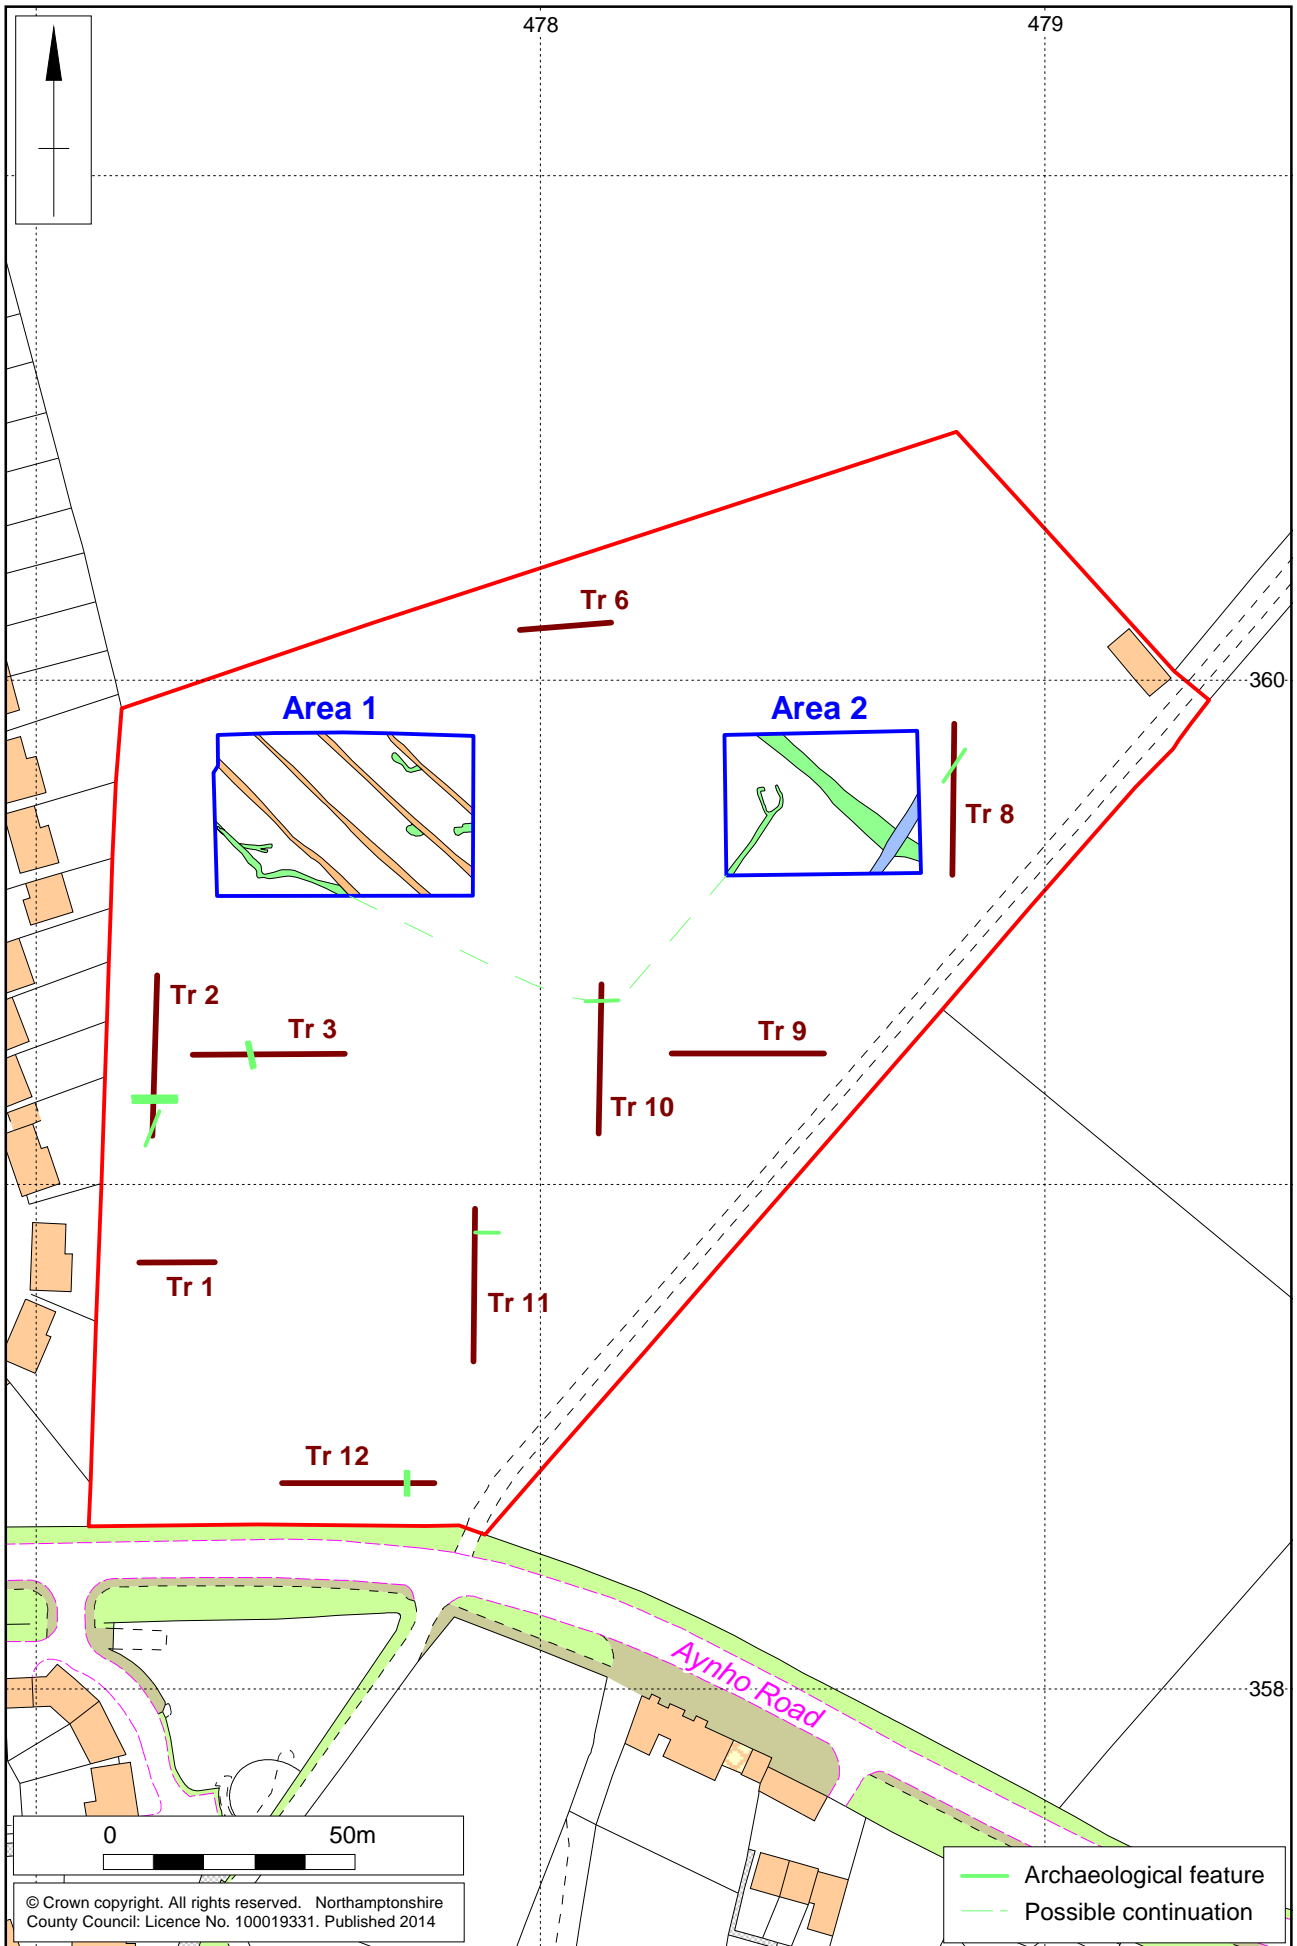 478
479
Tr 6
360
Area 1
Area 2
Tr 8
Tr 2
Tr 3
Tr 9
Tr 10
Tr 1
Tr 11
Tr 12
Aynho Road
358
0 50m
Archaeological feature
Possible continuation
© Crown copyright. All rights reserved. Northamptonshire
County Council: Licence No. 100019331. Published 2014